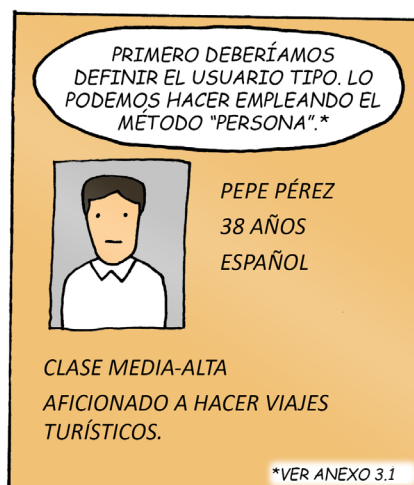 PRIMERO DEBERÍAMOS
DEFINIR EL USUARIO TIPO. LO
PODEMOS HACER EMPLEANDO EL
MÉTODO “PERSONA”.*
PEPE PÉREZ
38 AÑOS
ESPAÑOL
CLASE MEDIA-ALTA
AFICIONADO A HACER VIAJES
TURÍSTICOS.
*VER ANEXO 3.1